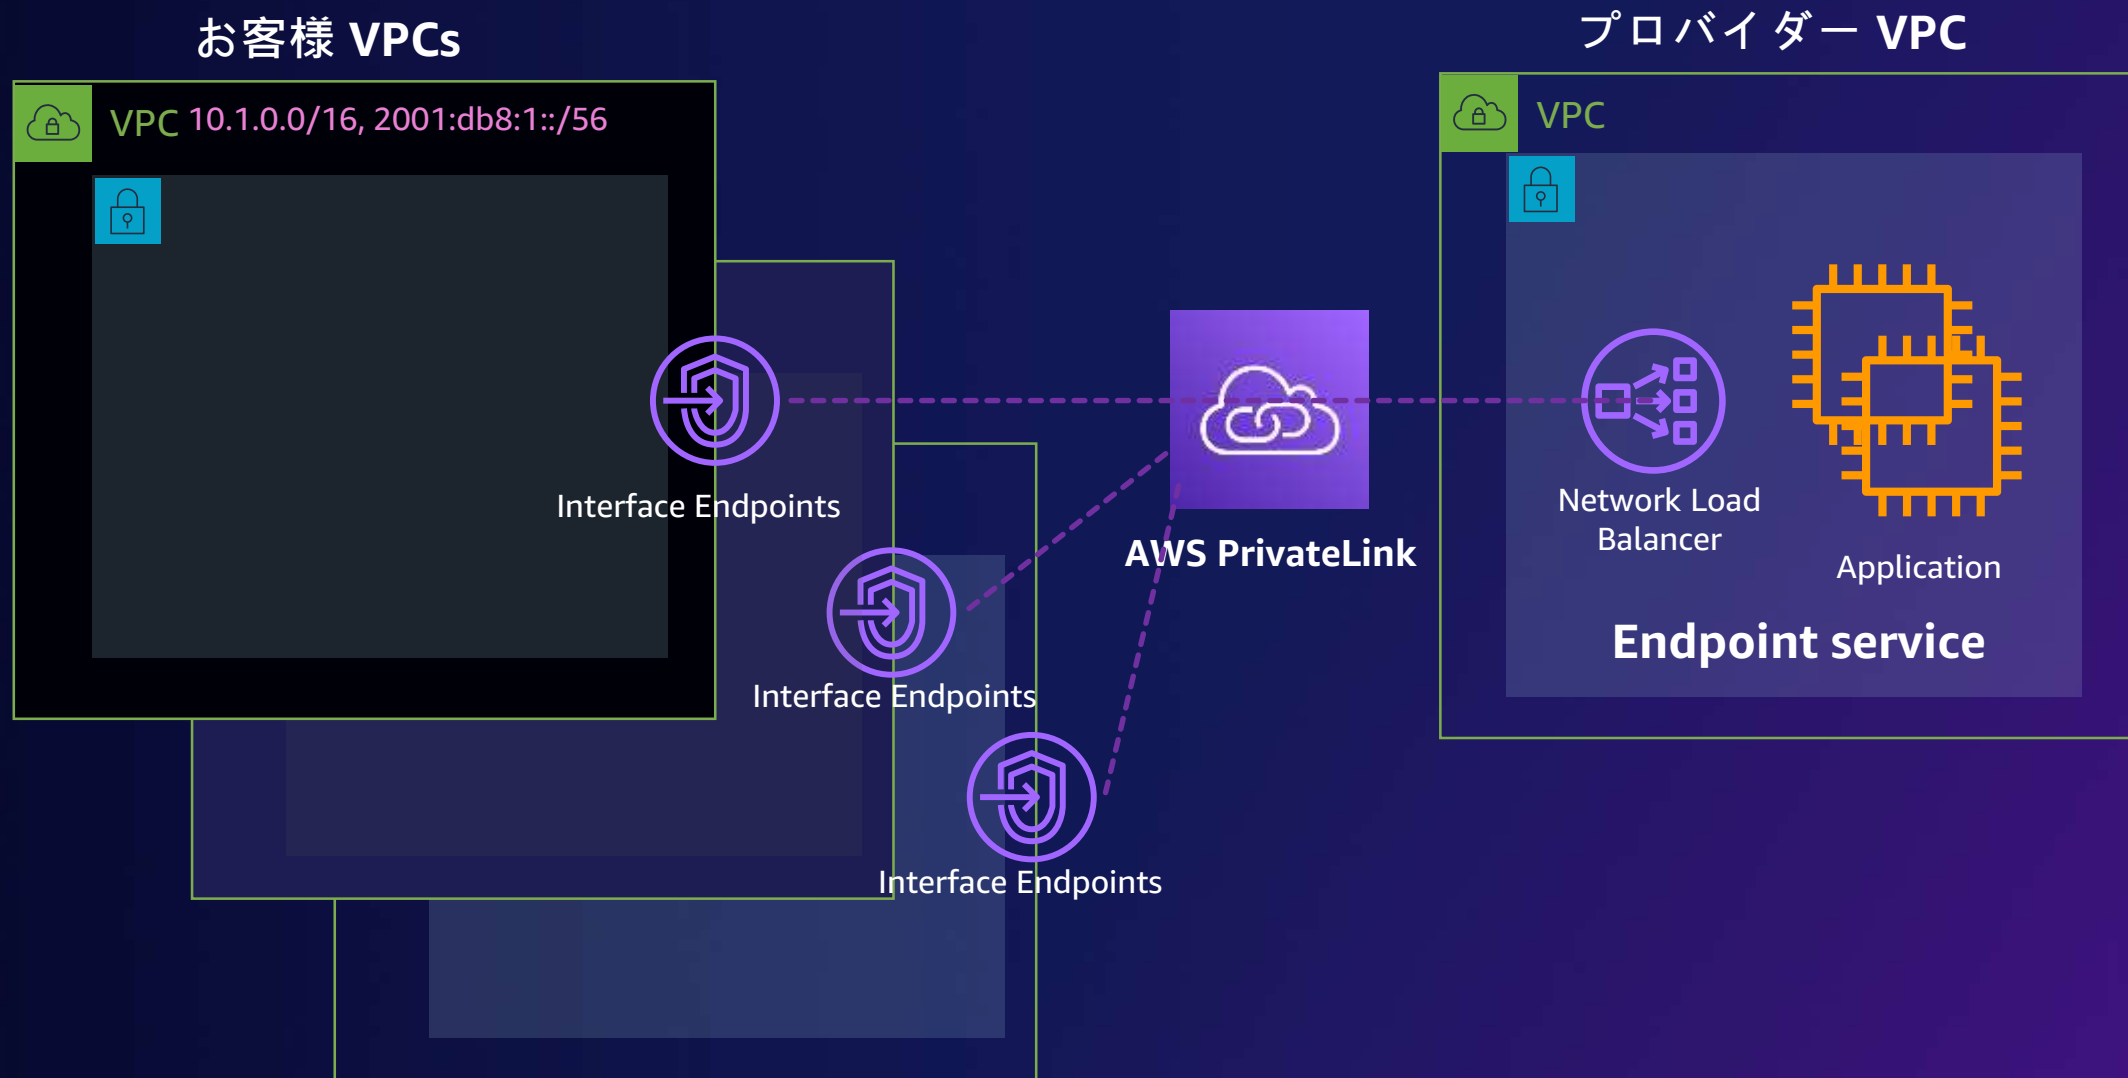 お客様 VPCs
プロバイダー VPC
VPC 10.1.0.0/16, 2001:db8:1::/56
VPC
Interface Endpoints
Interface Endpoints
Interface Endpoints
AWS PrivateLink
Network Load
Balancer
Application
Endpoint service